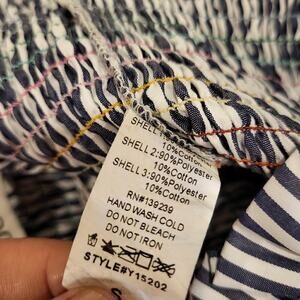 SHELL
10%Cotton
SHELL 2:90%Polyester
10%Cotton
SHELL 3:90%Polyester
10%Cotton
RN#139239
HAND WASH COLD
DO NOT BLEACH
DO NOT IRON
STYLE#Y15202
S